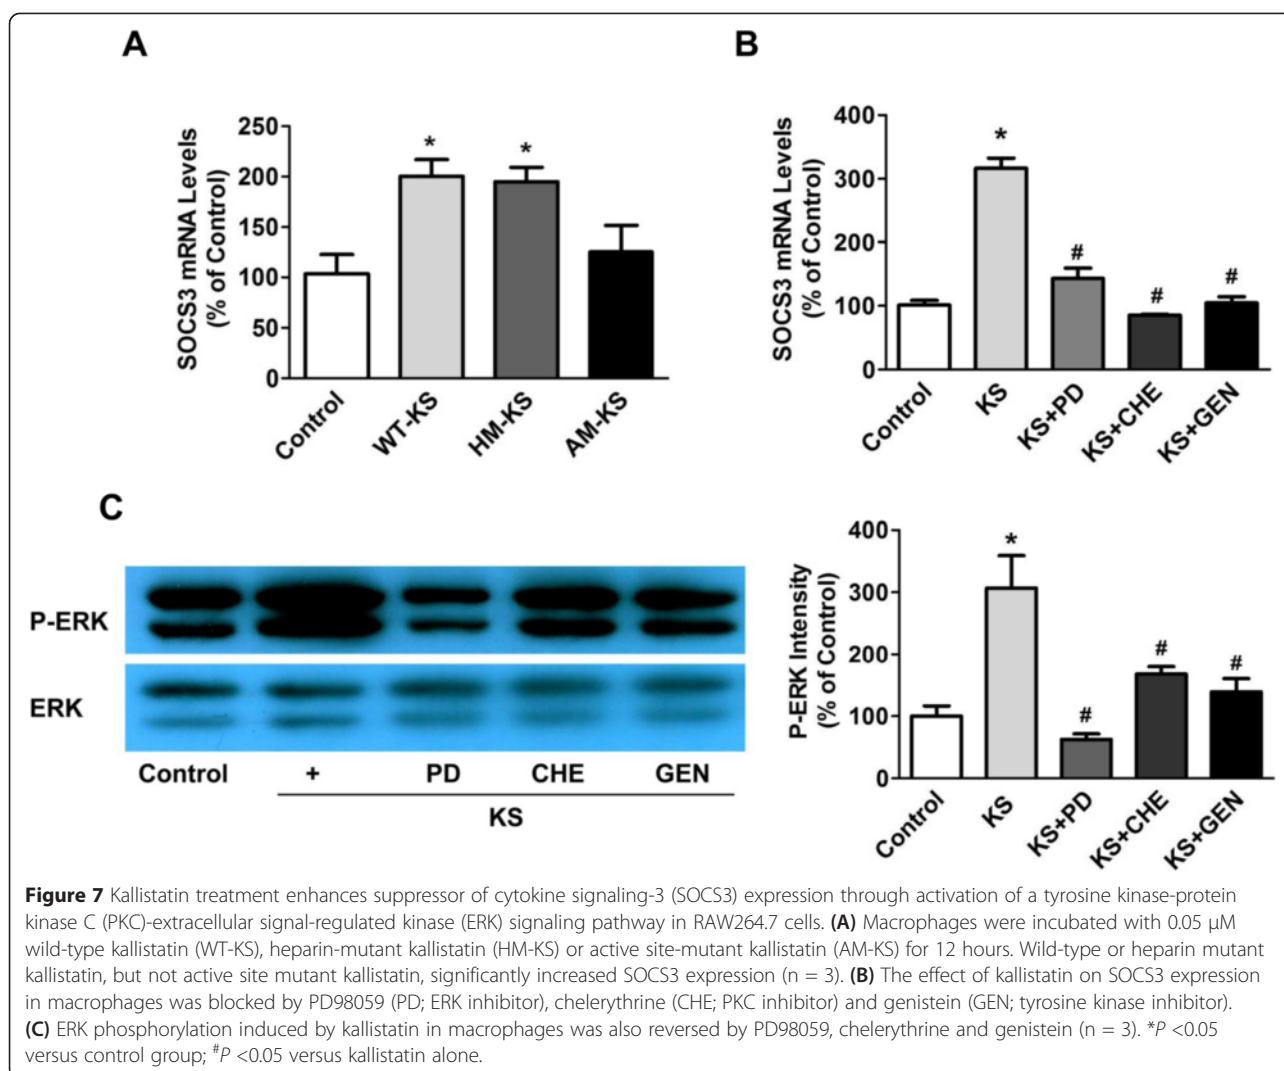 A
SOCS3 mRNA Levels
(% of Control)
250
200
150
100
50
0
*
*
Control
WT-KS
HM-KS
AM-KS
B
SOCS3 mRNA Levels
(% of Control)
400
300
200
100
0
*
#
#
#
Control
KS
KS+PD
KS+CHE
KS+GEN
C
P-ERK
ERK
Control
+
PD
CHE
GEN
KS
P-ERK Intensity
(% of Control)
400
300
200
100
0
*
#
#
#
Control
KS
KS+PD
KS+CHE
KS+GEN
Figure 7 Kallistatin treatment enhances suppressor of cytokine signaling-3 (SOCS3) expression through activation of a tyrosine kinase-protein
kinase C (PKC)-extracellular signal-regulated kinase (ERK) signaling pathway in RAW264.7 cells. (A) Macrophages were incubated with 0.05 μM
wild-type kallistatin (WT-KS), heparin-mutant kallistatin (HM-KS) or active site-mutant kallistatin (AM-KS) for 12 hours. Wild-type or heparin mutant
kallistatin, but not active site mutant kallistatin, significantly increased SOCS3 expression (n = 3). (B) The effect of kallistatin on SOCS3 expression
in macrophages was blocked by PD98059 (PD; ERK inhibitor), chelerythrine (CHE; PKC inhibitor) and genistein (GEN; tyrosine kinase inhibitor).
(C) ERK phosphorylation induced by kallistatin in macrophages was also reversed by PD98059, chelerythrine and genistein (n = 3). *P <0.05
versus control group; #P <0.05 versus kallistatin alone.